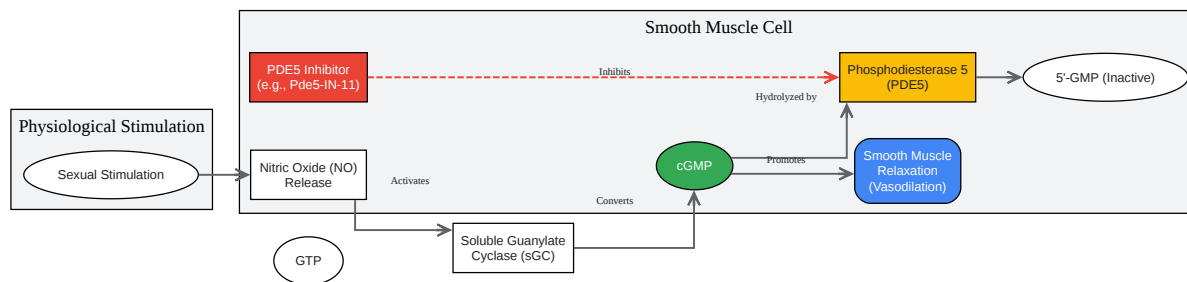 Smooth Muscle Cell
PDE5 Inhibitor
(e.g., Pde5-IN-11)
Inhibits
Phosphodiesterase 5
(PDE5)
5'-GMP (Inactive)
Hydrolyzed by
Physiological Stimulation
Sexual Stimulation
Nitric Oxide (NO)
Release
Activates
cGMP
Promotes
Smooth Muscle
Relaxation
(Vasodilation)
Converts
Soluble Guanylate
Cyclase (sGC)
GTP